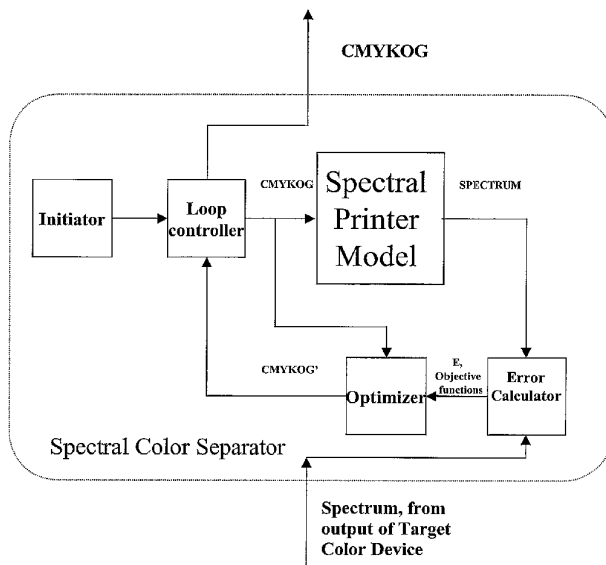 CMYKOG
CMYKOG
Spectral
Printer
Model
SPECTRUM
Initiator
Loop
controller
CMYKOG'
Optimizer
E,
Objective
functions
Error
Calculator
Spectral Color Separator
Spectrum, from
output of Target
Color Device